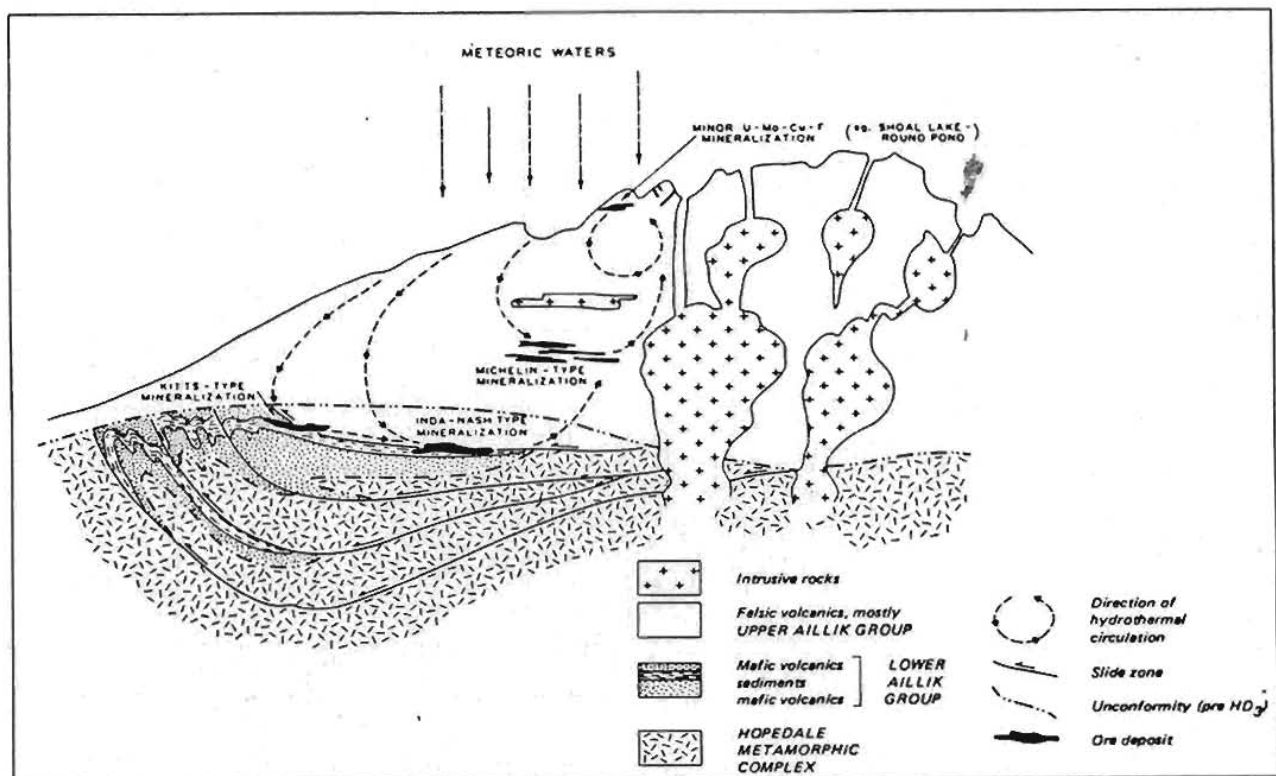 METEORIC WATERS
MINOR U-Mo-Cu-F
MINERALIZATION
(eg. SHOAL LAKE-)
ROUND POND
MICHELIN-TYPE
MINERALIZATION
KITTS-TYPE
MINERALIZATION
INDA-NASH TYPE
MINERALIZATION
Intrusive rocks
Felsic volcanics, mostly
UPPER AILLIK GROUP
Mafic volcanics
sediments
mafic volcanics
LOWER
AILLIK
GROUP
HOPEDALE
METAMORPHIC
COMPLEX
Direction of
hydrothermal
circulation
Slide zone
Unconformity (pre HD3)
Ore deposit